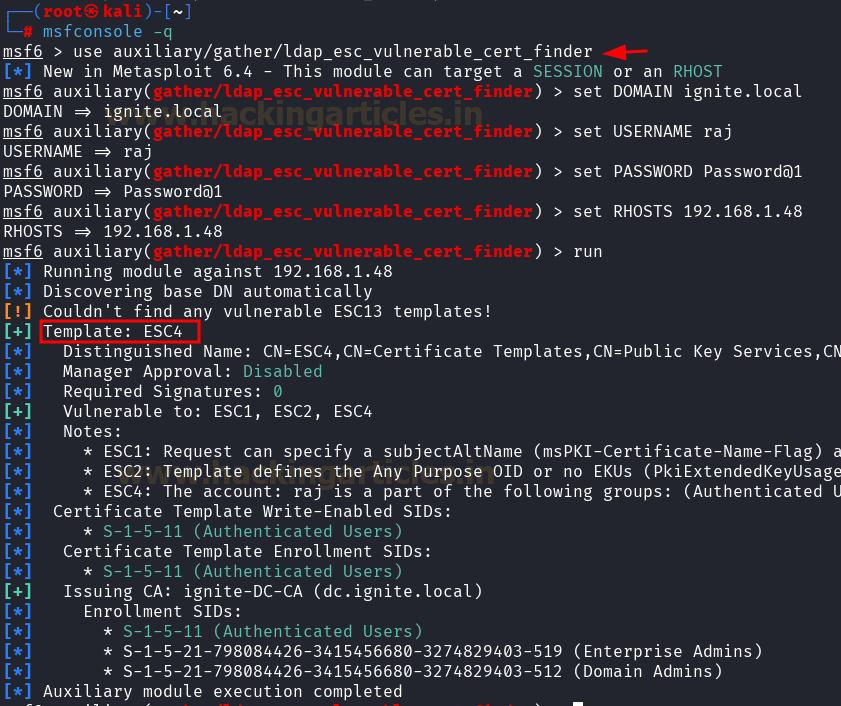 ┌──(root㉿kali)-[~]
└─# msfconsole -q
msf6 > use auxiliary/gather/ldap_esc_vulnerable_cert_finder
[*] New in Metasploit 6.4 - This module can target a SESSION or an RHOST
msf6 auxiliary(gather/ldap_esc_vulnerable_cert_finder) > set DOMAIN ignite.local
DOMAIN => ignite.local
www.hackingarticles.in
msf6 auxiliary(gather/ldap_esc_vulnerable_cert_finder) > set USERNAME raj
USERNAME => raj
msf6 auxiliary(gather/ldap_esc_vulnerable_cert_finder) > set PASSWORD Password@1
PASSWORD => Password@1
msf6 auxiliary(gather/ldap_esc_vulnerable_cert_finder) > set RHOSTS 192.168.1.48
RHOSTS => 192.168.1.48
msf6 auxiliary(gather/ldap_esc_vulnerable_cert_finder) > run
[*] Running module against 192.168.1.48
[*] Discovering base DN automatically
[!] Couldn't find any vulnerable ESC13 templates!
[+] Template: ESC4
[*] Distinguished Name: CN=ESC4,CN=Certificate Templates,CN=Public Key Services,CN
[*] Manager Approval: Disabled
[*] Required Signatures: 0
[+] Vulnerable to: ESC1, ESC2, ESC4
[*] Notes:
[*] * ESC1: Request can specify a subjectAltName (msPKI-Certificate-Name-Flag) a
[*] * ESC2: Template defines the Any Purpose OID or no EKUs (PkiExtendedKeyUsage
www.hackingarticles.in
[*] * ESC4: The account: raj is a part of the following groups: (Authenticated U
[*] Certificate Template Write-Enabled SIDs:
[*] * S-1-5-11 (Authenticated Users)
[*] Certificate Template Enrollment SIDs:
[*] * S-1-5-11 (Authenticated Users)
[+] Issuing CA: ignite-DC-CA (dc.ignite.local)
[*] Enrollment SIDs:
[*] * S-1-5-11 (Authenticated Users)
[*] * S-1-5-21-798084426-3415456680-3274829403-519 (Enterprise Admins)
[*] * S-1-5-21-798084426-3415456680-3274829403-512 (Domain Admins)
[*] Auxiliary module execution completed